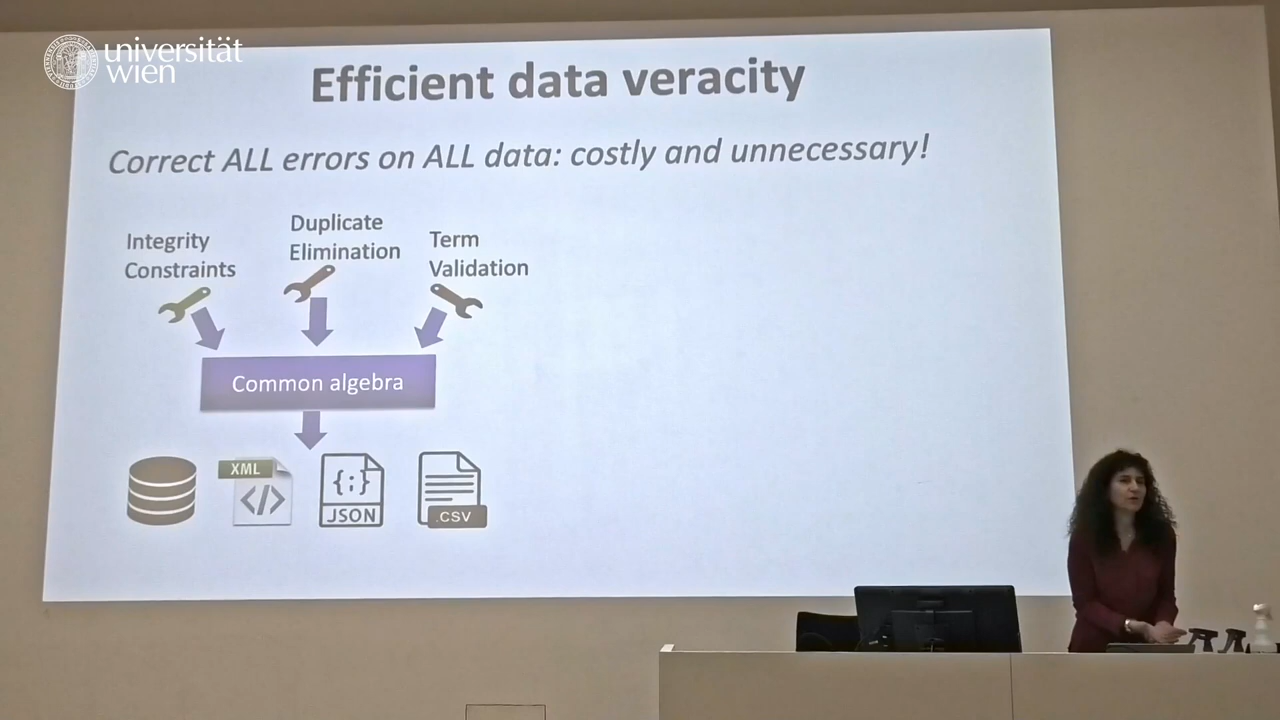 universität
wien
Efficient data veracity
Correct ALL errors on ALL data: costly and unnecessary!
Integrity
Constraints
Duplicate
Elimination
Term
Validation
Common algebra
XML
</>
{:}
JSON
.CSV